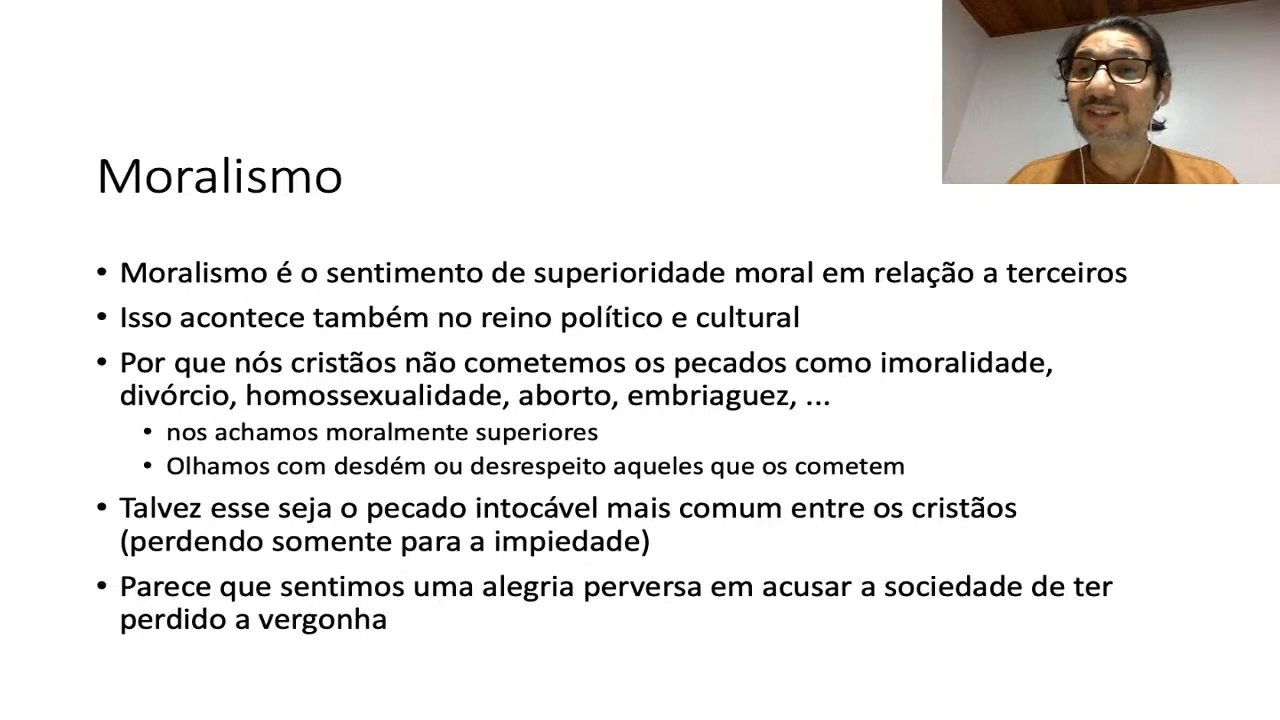 Moralismo
• Moralismo é o sentimento de superioridade moral em relação a terceiros
• Isso acontece também no reino político e cultural
• Por que nós cristãos não cometemos os pecados como imoralidade,
divórcio, homossexualidade, aborto, embriaguez, ...
• nos achamos moralmente superiores
• Olhamos com desdém ou desrespeito aqueles que os cometem
• Talvez esse seja o pecado intocável mais comum entre os cristãos
(perdendo somente para a impiedade)
• Parece que sentimos uma alegria perversa em acusar a sociedade de ter
perdido a vergonha